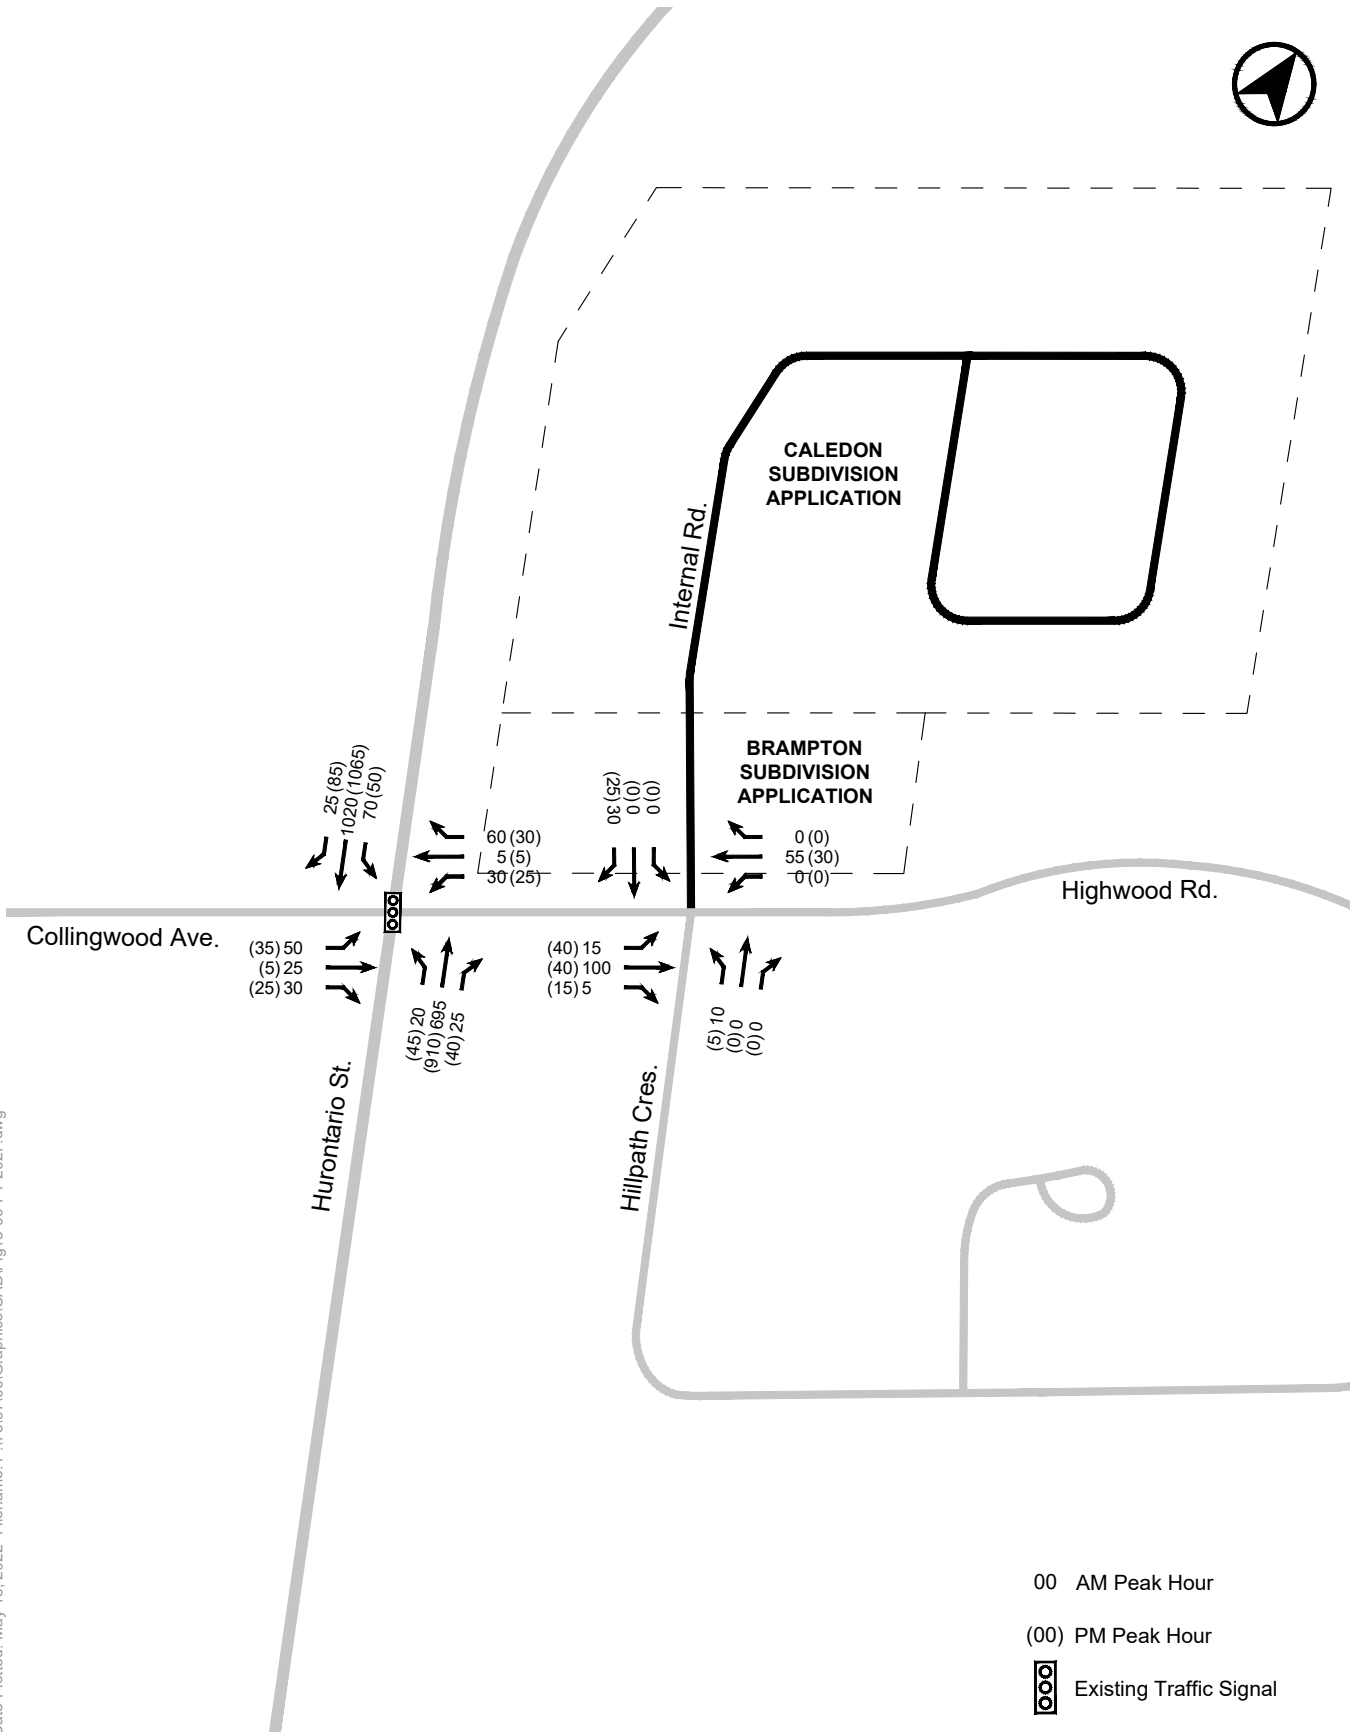 CALEDON
SUBDIVISION
APPLICATION
Internal Rd.
BRAMPTON
SUBDIVISION
APPLICATION
25 (85)
1020 (1065)
70 (50)
60 (30)
5 (5)
30 (25)
(25) 30
(0) 0
(0) 0
0 (0)
55 (30)
0 (0)
Highwood Rd.
Collingwood Ave.
(35) 50
(5) 25
(25) 30
(45) 20
(910) 695
(40) 25
(40) 15
(40) 100
(15) 5
(5) 10
(0) 0
(0) 0
Hurontario St.
Hillpath Cres.
00 AM Peak Hour
(00) PM Peak Hour
Existing Traffic Signal